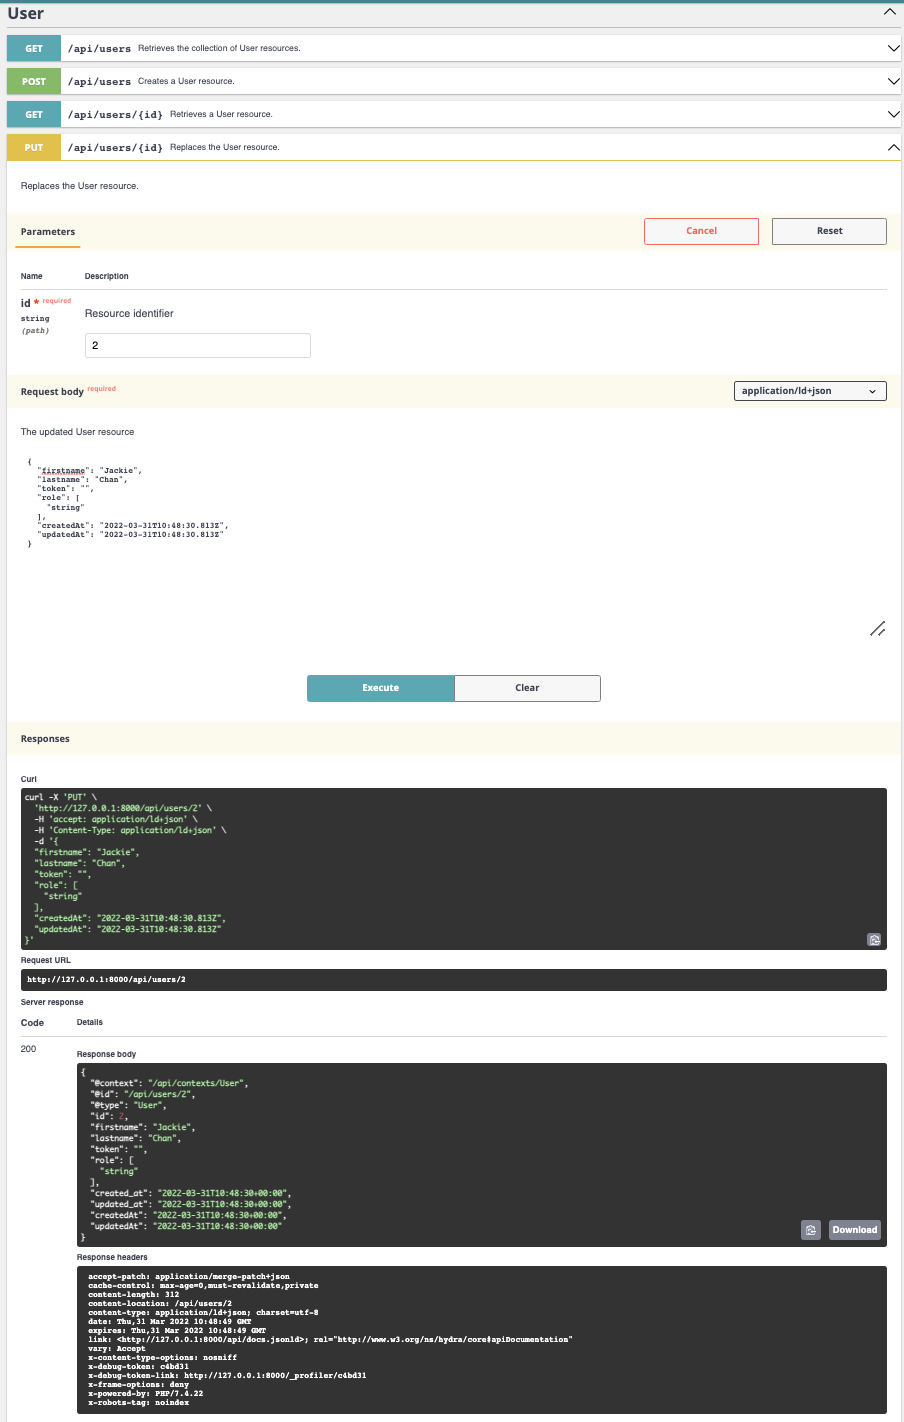 User
GET /api/users Retrieves the collection of User resources.
POST /api/users Creates a User resource.
GET /api/users/{id} Retrieves a User resource.
PUT /api/users/{id} Replaces the User resource.
Replaces the User resource.
Parameters Cancel Reset
Name Description
id * required
string
(path)
Resource identifier
2
Request body required application/ld+json
The updated User resource
{
  "firstname": "Jackie",
  "lastname": "Chan",
  "token": "",
  "role": [
    "string"
  ],
  "createdAt": "2022-03-31T10:48:30.813Z",
  "updatedAt": "2022-03-31T10:48:30.813Z"
}
Execute Clear
Responses
Curl
curl -X 'PUT' \
  'http://127.0.0.1:8000/api/users/2' \
  -H 'accept: application/ld+json' \
  -H 'Content-Type: application/ld+json' \
  -d '{
  "firstname": "Jackie",
  "lastname": "Chan",
  "token": "",
  "role": [
    "string"
  ],
  "createdAt": "2022-03-31T10:48:30.813Z",
  "updatedAt": "2022-03-31T10:48:30.813Z"
}'
Request URL
http://127.0.0.1:8000/api/users/2
Server response
Code Details
200
Response body
{
  "@context": "/api/contexts/User",
  "@id": "/api/users/2",
  "@type": "User",
  "id": 2,
  "firstname": "Jackie",
  "lastname": "Chan",
  "token": "",
  "role": [
    "string"
  ],
  "created_at": "2022-03-31T10:48:30+00:00",
  "updated_at": "2022-03-31T10:48:30+00:00",
  "createdAt": "2022-03-31T10:48:30+00:00",
  "updatedAt": "2022-03-31T10:48:30+00:00"
}
Download
Response headers
accept-patch: application/merge-patch+json
cache-control: max-age=0,must-revalidate,private
content-length: 312
content-location: /api/users/2
content-type: application/ld+json; charset=utf-8
date: Thu,31 Mar 2022 10:48:49 GMT
expires: Thu,31 Mar 2022 10:48:49 GMT
link: <http://127.0.0.1:8000/api/docs.jsonld>; rel="http://www.w3.org/ns/hydra/core#apiDocumentation"
vary: Accept
x-content-type-options: nosniff
x-debug-token: c4bd31
x-debug-token-link: http://127.0.0.1:8000/_profiler/c4bd31
x-frame-options: deny
x-powered-by: PHP/7.4.22
x-robots-tag: noindex